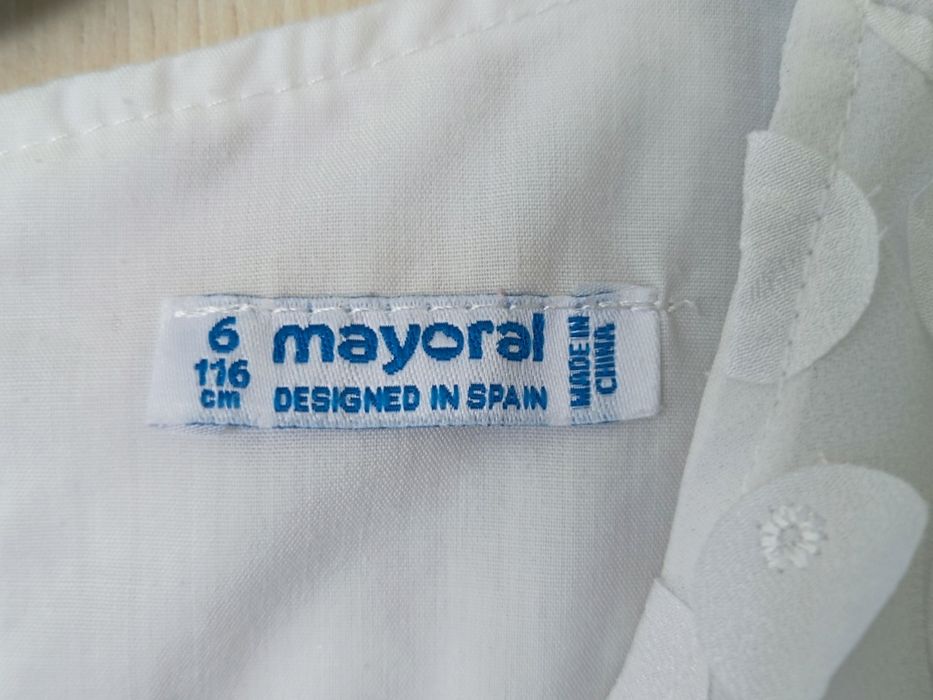 6
116
cm
mayoral
DESIGNED IN SPAIN
MADE IN
CHINA